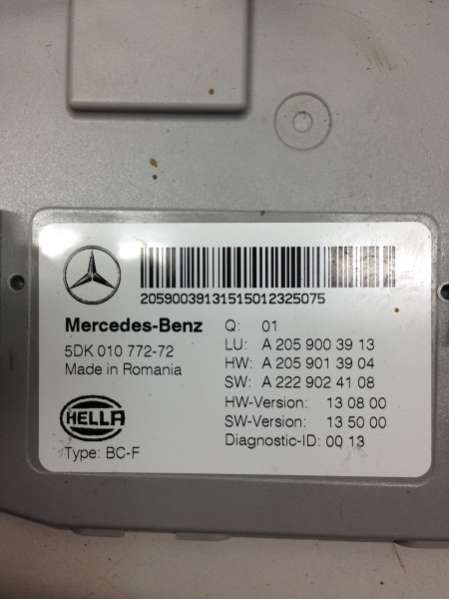 20590039131515012325075
Mercedes-Benz
5DK 010 772-72
Made in Romania
HELLA
Type: BC-F
Q: 01
LU: A 205 900 39 13
HW: A 205 901 39 04
SW: A 222 902 41 08
HW-Version: 13 08 00
SW-Version: 13 50 00
Diagnostic-ID: 00 13